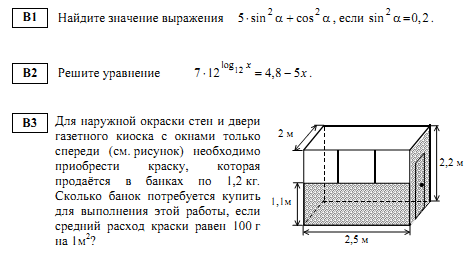 B1 Найдите значение выражения 5·sin²α + cos²α, если sin²α=0,2.
B2 Решите уравнение 7·12^(log₁₂ x) = 4,8 − 5x.
B3 Для наружной окраски стен и двери
газетного киоска с окнами только
спереди (см. рисунок) необходимо
приобрести краску, которая
продаётся в банках по 1,2 кг.
Сколько банок потребуется купить
для выполнения этой работы, если
средний расход краски равен 100 г
на 1м²?
2 м
2,2 м
1,1м
2,5 м